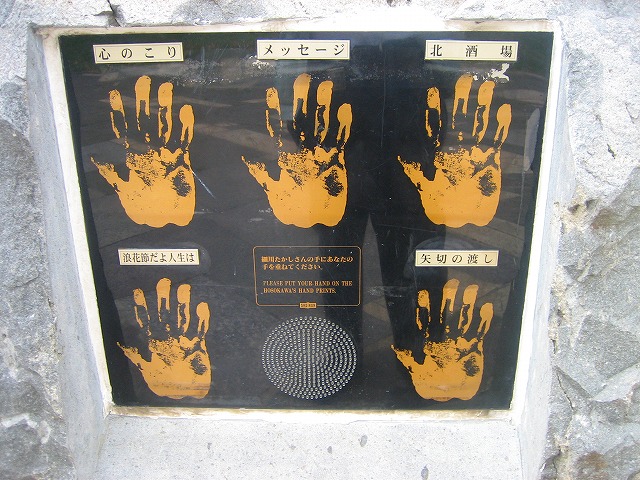 心のこり
メッセージ
北酒場
浪花節だよ人生は
細川たかしさんの手にあなたの
手を重ねてください。
PLEASE PUT YOUR HAND ON THE
HOSOKAWA'S HAND PRINTS.
矢切の渡し